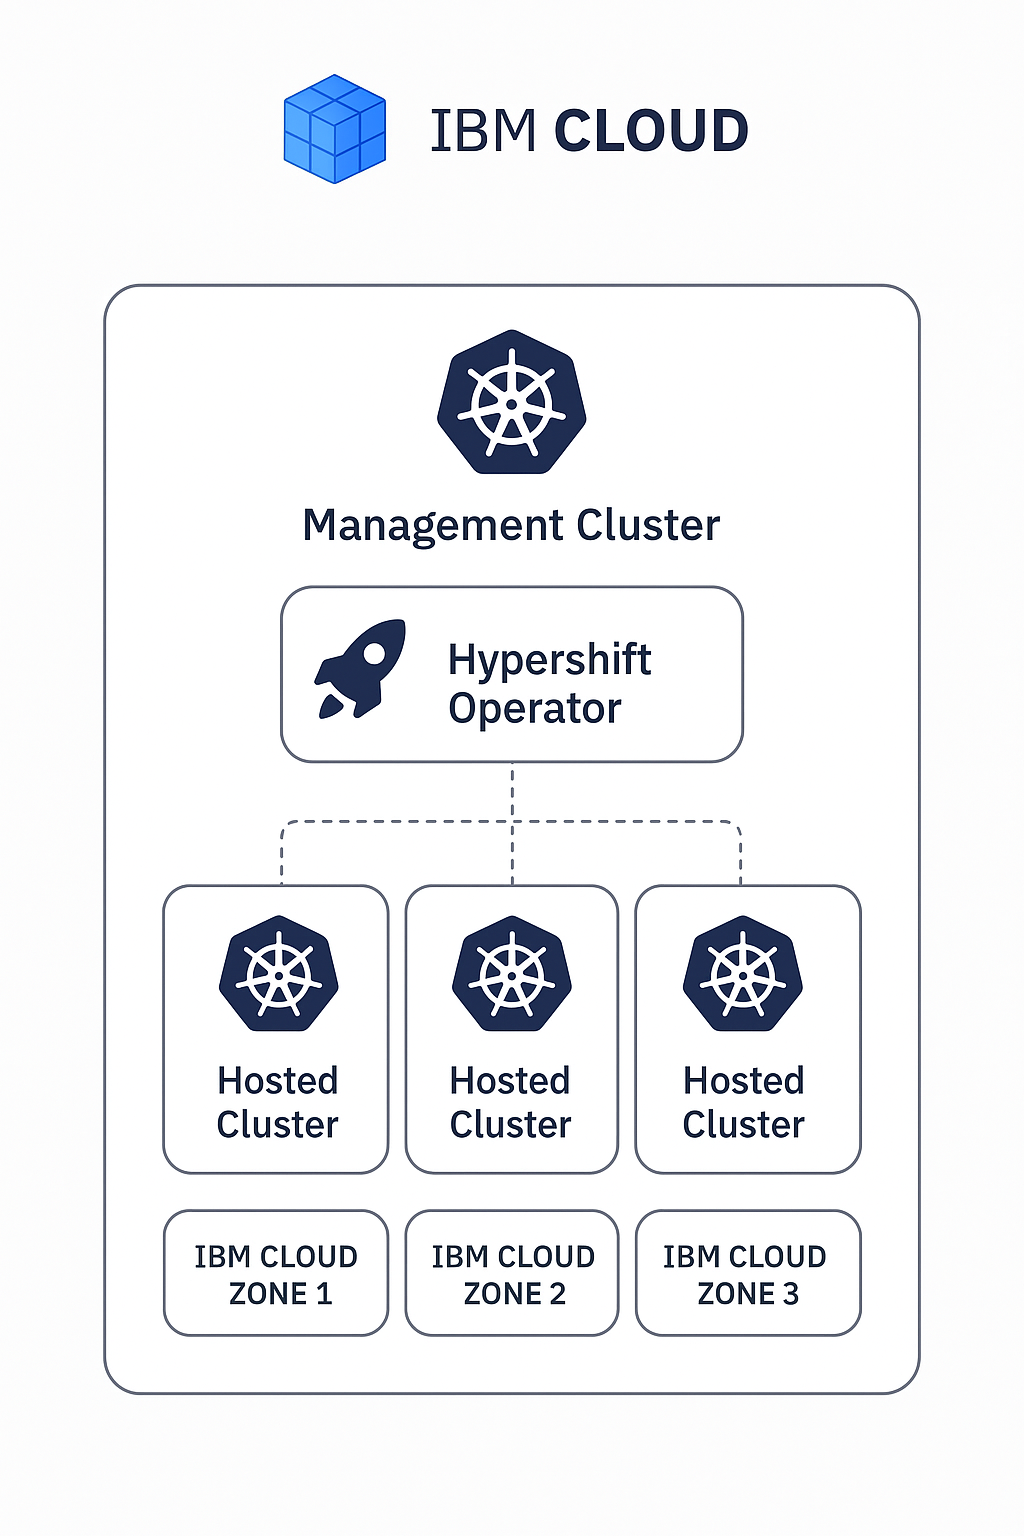 IBM CLOUD
Management Cluster
Hypershift
Operator
Hosted
Cluster
Hosted
Cluster
Hosted
Cluster
IBM CLOUD
ZONE 1
IBM CLOUD
ZONE 2
IBM CLOUD
ZONE 3